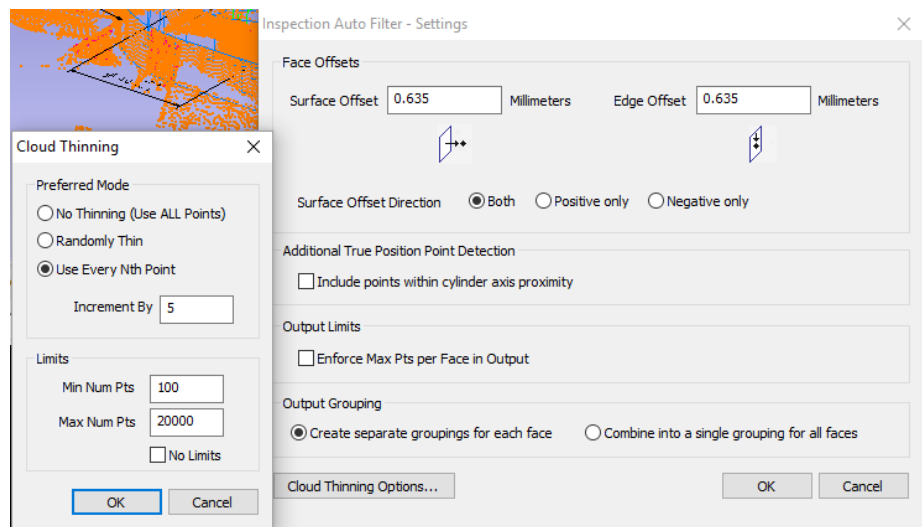 Inspection Auto Filter - Settings
Face Offsets
Surface Offset 0.635 Millimeters Edge Offset 0.635 Millimeters
Surface Offset Direction Both Positive only Negative only
Additional True Position Point Detection
Include points within cylinder axis proximity
Output Limits
Enforce Max Pts per Face in Output
Output Grouping
Create separate groupings for each face Combine into a single grouping for all faces
Cloud Thinning Options... OK Cancel
Cloud Thinning
Preferred Mode
No Thinning (Use ALL Points)
Randomly Thin
Use Every Nth Point
Increment By 5
Limits
Min Num Pts 100
Max Num Pts 20000
No Limits
OK Cancel